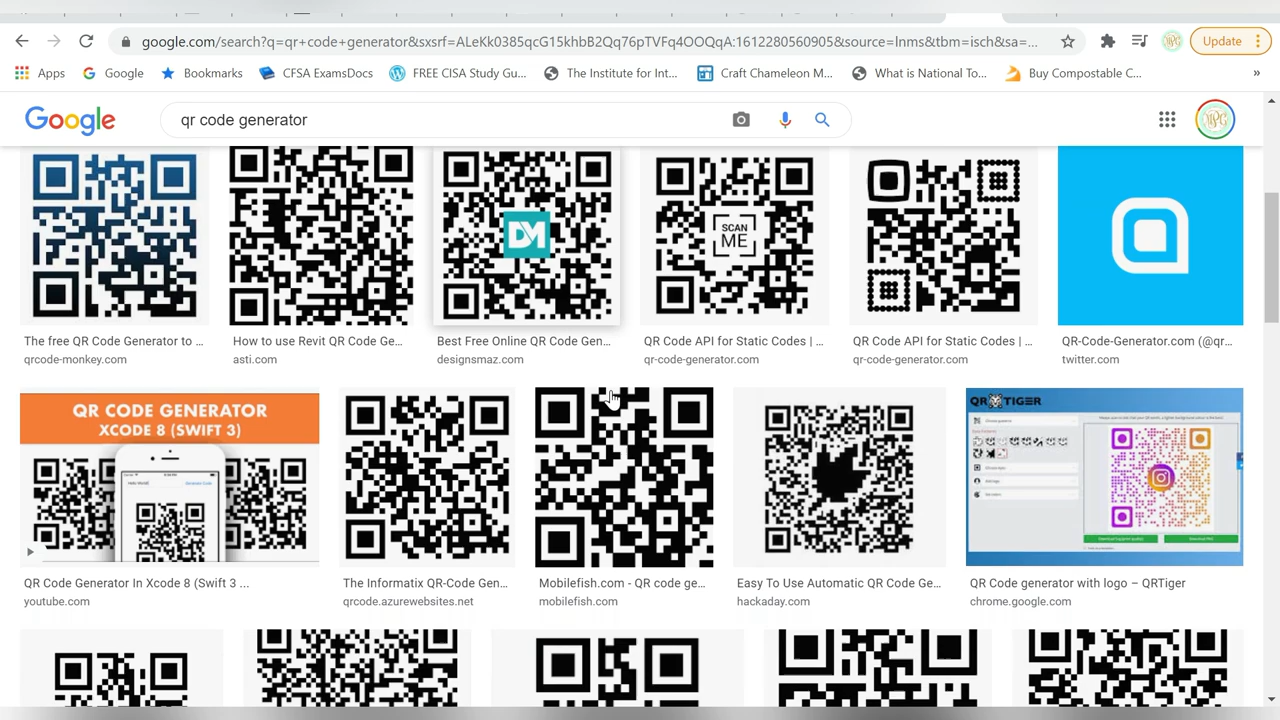 google.com/search?q=qr+code+generator&sxsrf=ALeKk0385qcG15khbB2Qq76pTVFq4OOQqA:1612280560905&source=lnms&tbm=isch&sa=...
Update
Apps
Google
Bookmarks
CFSA ExamsDocs
FREE CIA Study Gu...
The Institute for Int...
Craft Chameleon M...
What is National To...
Buy Compostable C...
»
Google
qr code generator
DM
SCAN
ME
The free QR Code Generator to ...
How to use Revit QR Code Ge...
Best Free Online QR Code Gen...
QR Code API for Static Codes | ...
QR Code API for Static Codes | ...
QR-Code-Generator.com (@qr...
qrcode-monkey.com
asti.com
designsmaz.com
qr-code-generator.com
qr-code-generator.com
twitter.com
QR CODE GENERATOR
XCODE 8 (SWIFT 3)
QR TIGER
QR Code Generator In Xcode 8 (Swift 3 ...
The Informatix QR-Code Gen...
Mobilefish.com - QR code ge...
Easy To Use Automatic QR Code Ge...
QR Code generator with logo – QRTiger
youtube.com
qrcode.azurewebsites.net
mobilefish.com
hackaday.com
chrome.google.com